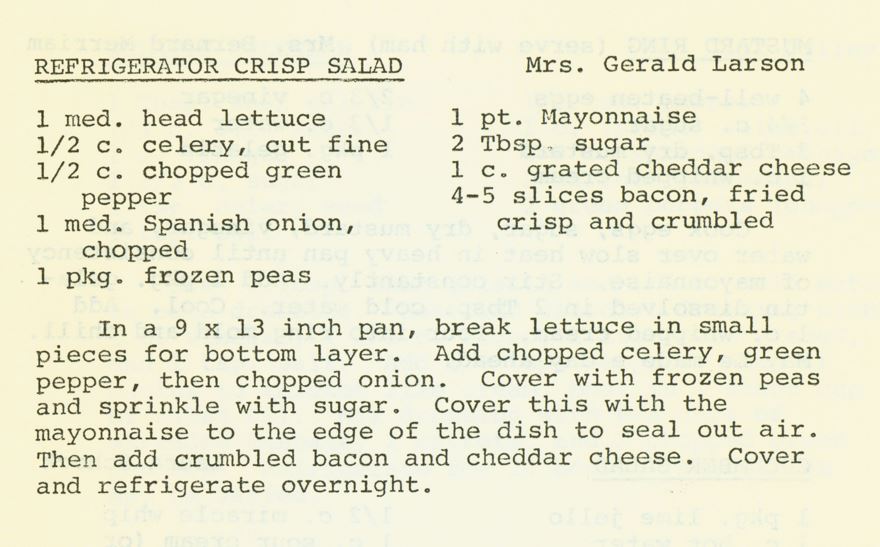 REFRIGERATOR CRISP SALAD Mrs. Gerald Larson
1 med. head lettuce
1/2 c. celery, cut fine
1/2 c. chopped green
pepper
1 med. Spanish onion,
chopped
1 pkg. frozen peas
1 pt. Mayonnaise
2 Tbsp. sugar
1 c. grated cheddar cheese
4-5 slices bacon, fried
crisp and crumbled
In a 9 x 13 inch pan, break lettuce in small
pieces for bottom layer. Add chopped celery, green
pepper, then chopped onion. Cover with frozen peas
and sprinkle with sugar. Cover this with the
mayonnaise to the edge of the dish to seal out air.
Then add crumbled bacon and cheddar cheese. Cover
and refrigerate overnight.